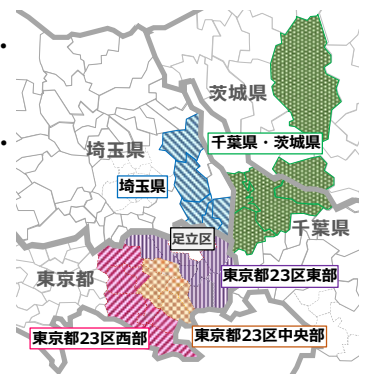 茨城県
千葉県・茨城県
埼玉県
埼玉県
千葉県
足立区
東京都
東京都23区東部
東京都23区西部
東京都23区中央部